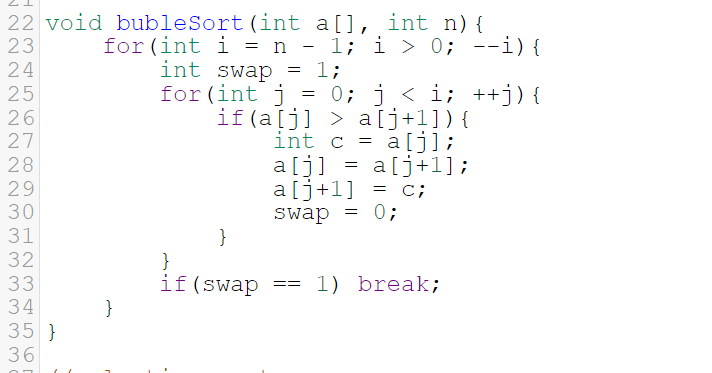 22 void bubleSort(int a[], int n){
23     for(int i = n - 1; i > 0; --i){
24         int swap = 1;
25         for(int j = 0; j < i; ++j){
26             if(a[j] > a[j+1]){
27                 int c = a[j];
28                 a[j] = a[j+1];
29                 a[j+1] = c;
30                 swap = 0;
31             }
32         }
33         if(swap == 1) break;
34     }
35 }
36